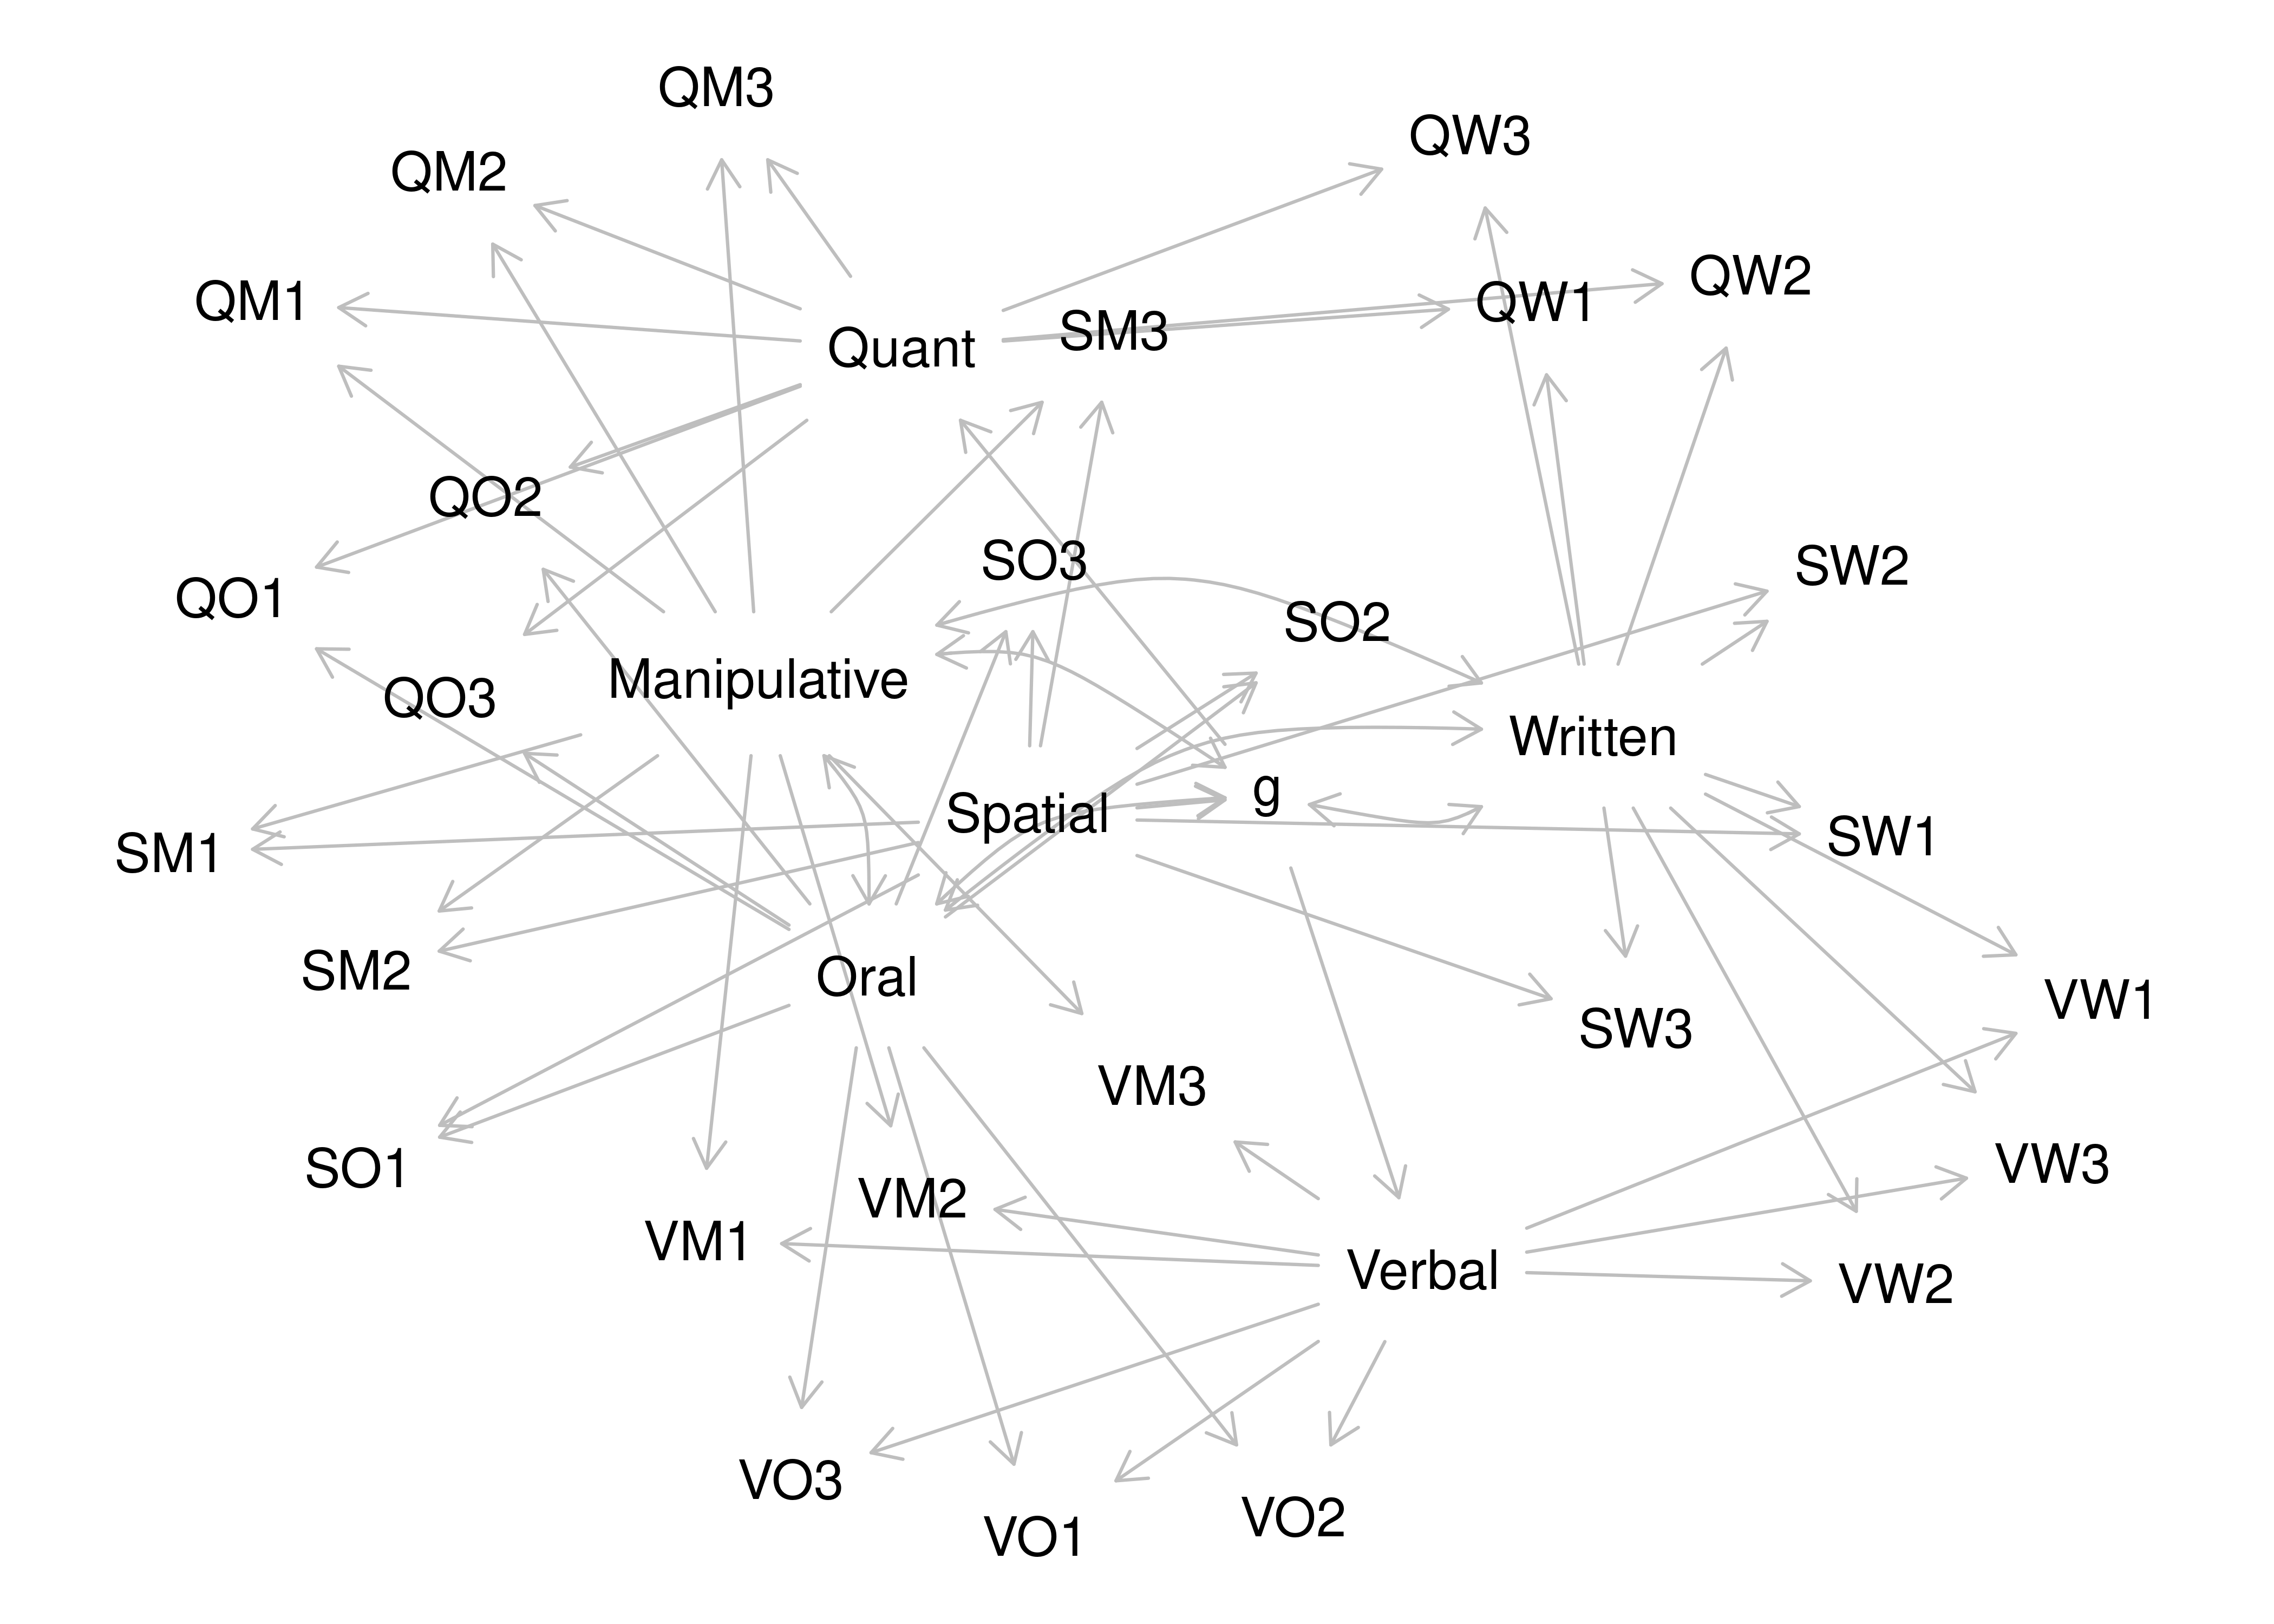 QM3
QW3
QM2
QW2
QM1
QW1
SM3
Quant
QO2
SO3
SW2
QO1
SO2
Manipulative
QO3
Written
g
Spatial
SW1
SM1
SM2
Oral
VW1
SW3
VM3
SO1
VW3
VM2
VM1
Verbal
VW2
VO3
VO2
VO1